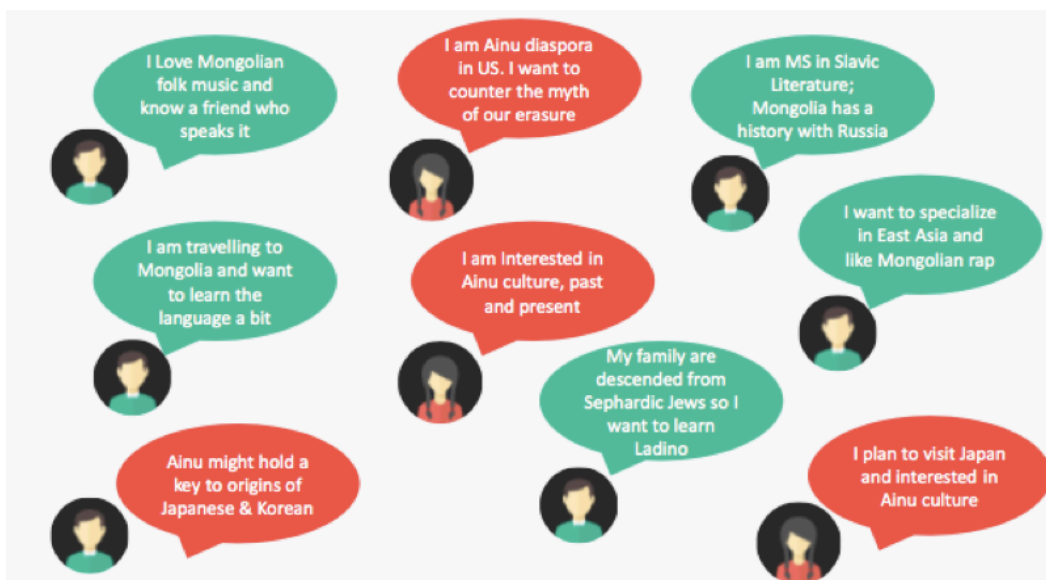 I Love Mongolian
folk music and
know a friend who
speaks it
I am Ainu diaspora
in US. I want to
counter the myth
of our erasure
I am MS in Slavic
Literature;
Mongolia has a
history with Russia
I want to specialize
in East Asia and
like Mongolian rap
I am travelling to
Mongolia and want
to learn the
language a bit
I am Interested in
Ainu culture, past
and present
My family are
descended from
Sephardic Jews so I
want to learn
Ladino
Ainu might hold a
key to origins of
Japanese & Korean
I plan to visit Japan
and interested in
Ainu culture